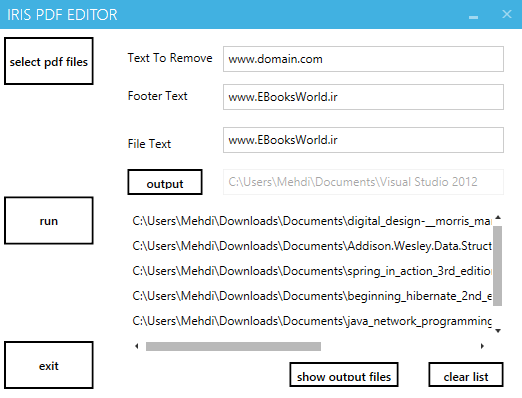 IRIS PDF EDITOR
select pdf files
Text To Remove
www.domain.com
Footer Text
www.EBooksWorld.ir
File Text
www.EBooksWorld.ir
output
C:\Users\Mehdi\Documents\Visual Studio 2012
run
C:\Users\Mehdi\Downloads\Documents\digital_design-__morris_ma
C:\Users\Mehdi\Downloads\Documents\Addison.Wesley.Data.Struct
C:\Users\Mehdi\Downloads\Documents\spring_in_action_3rd_edition
C:\Users\Mehdi\Downloads\Documents\beginning_hibernate_2nd_e
C:\Users\Mehdi\Downloads\Documents\java_network_programming
exit
show output files
clear list